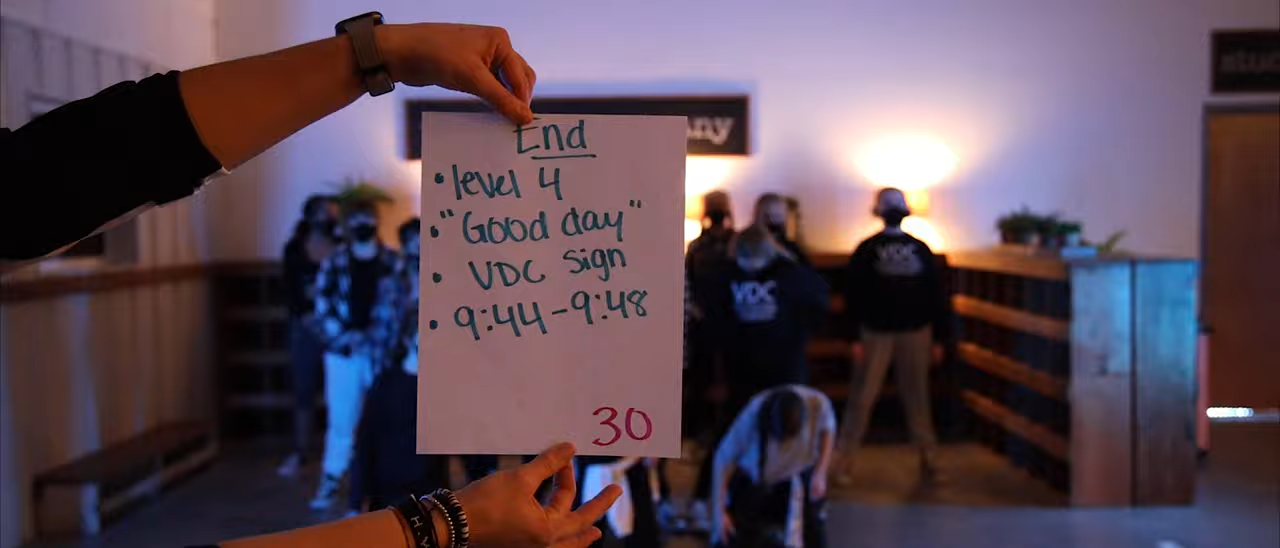 End
• level 4
• "Good day"
• VDC sign
• 9:44-9:48
30
VDC
VDC